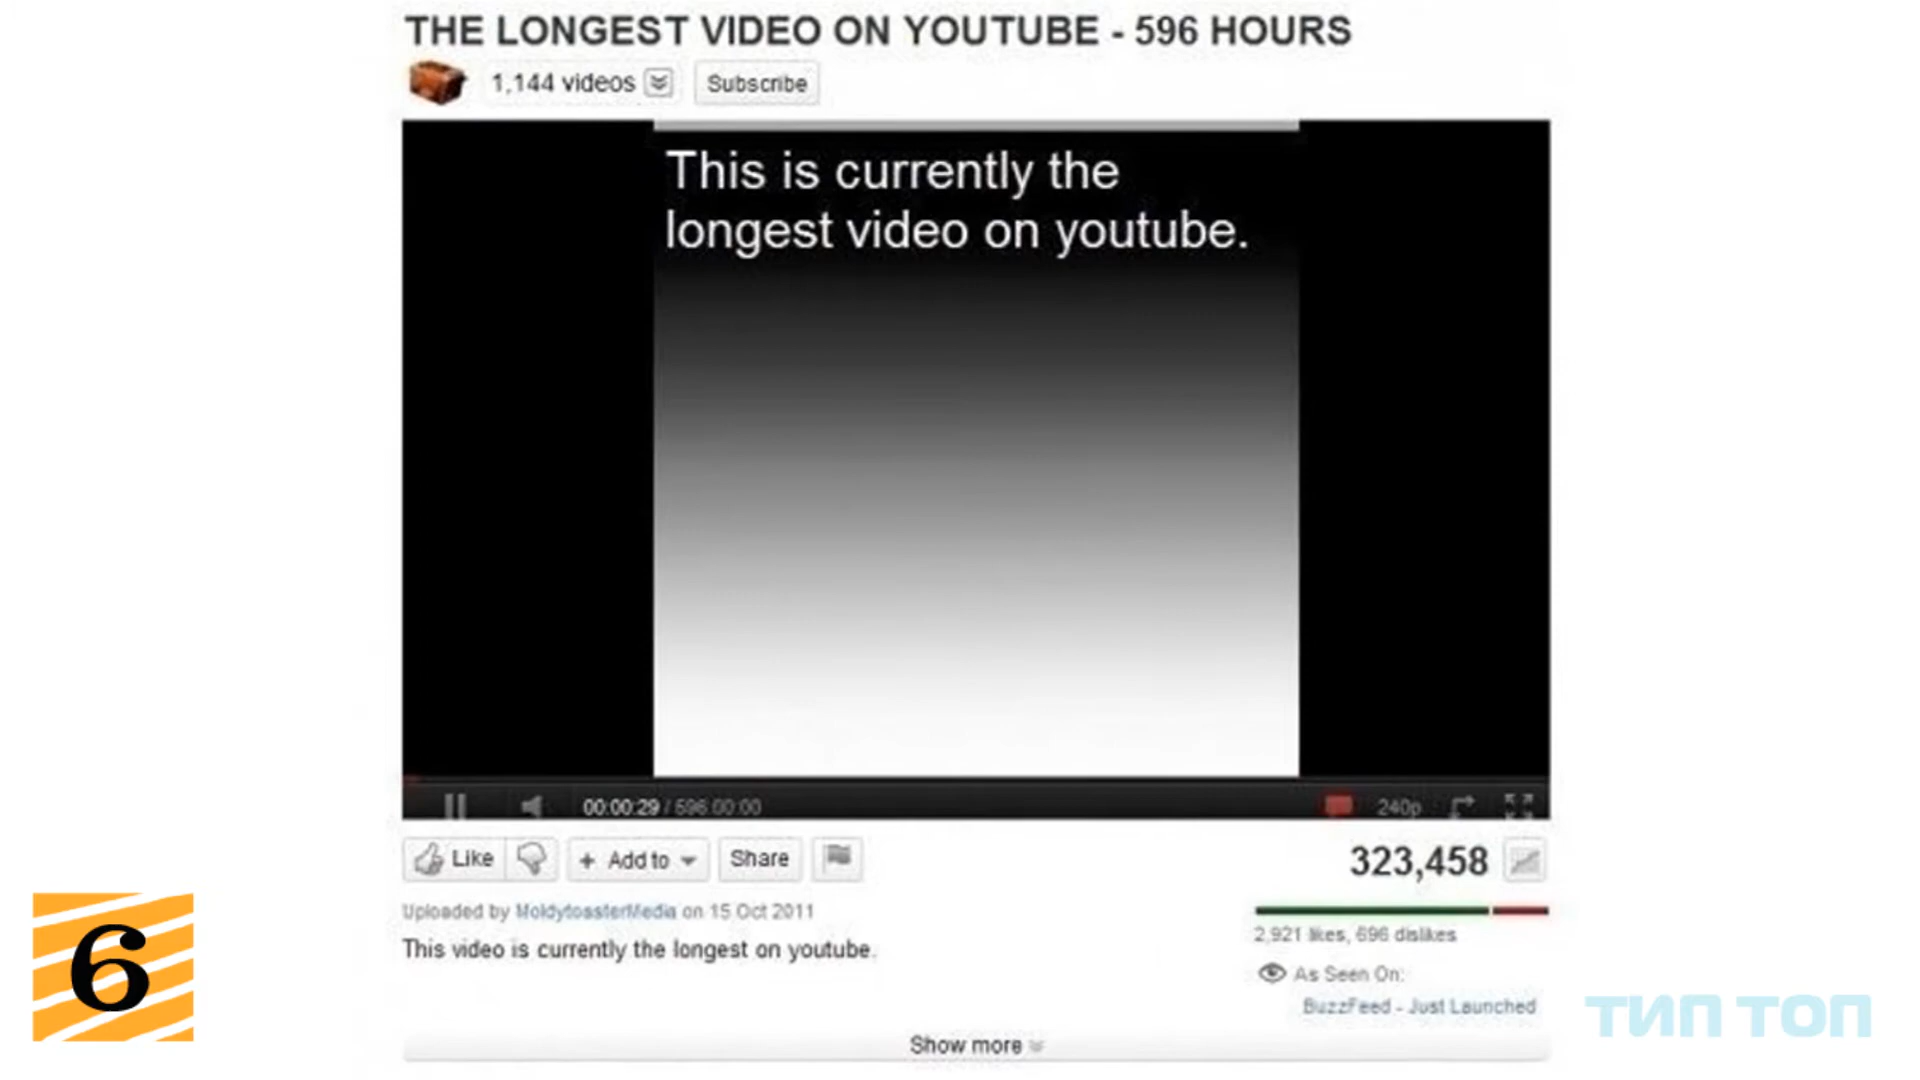 THE LONGEST VIDEO ON YOUTUBE - 596 HOURS
1,144 videos Subscribe
This is currently the
longest video on youtube.
00:00:29 / 596:00:00 240p
Like + Add to Share 323,458
Uploaded by MoldytoasterMedia on 15 Oct 2011
2,921 likes, 696 dislikes
This video is currently the longest on youtube.
As Seen On:
BuzzFeed - Just Launched
Show more
6
ТИП ТОП